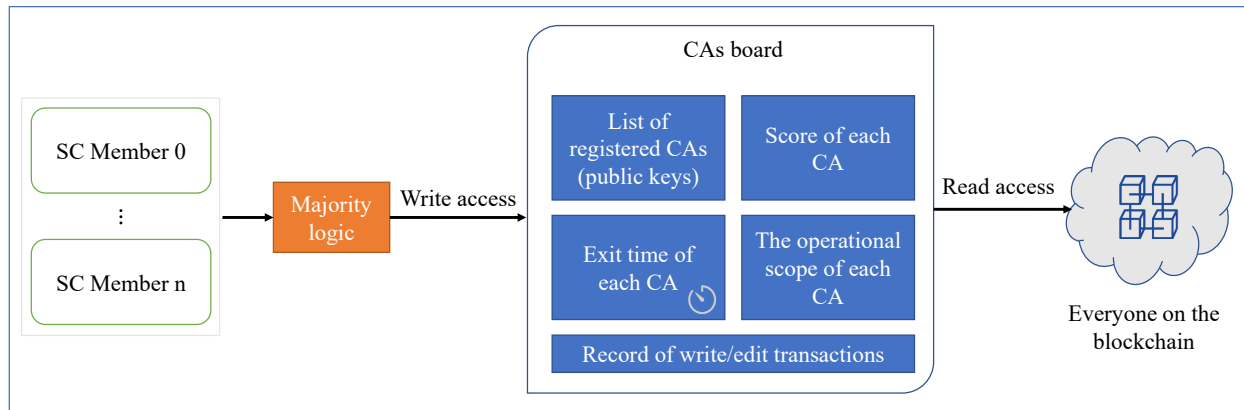 SC Member 0
⋮
SC Member n
Majority
logic
Write access
CAs board
List of
registered CAs
(public keys)
Score of each
CA
Exit time of
each CA
The operational
scope of each
CA
Record of write/edit transactions
Read access
Everyone on the
blockchain